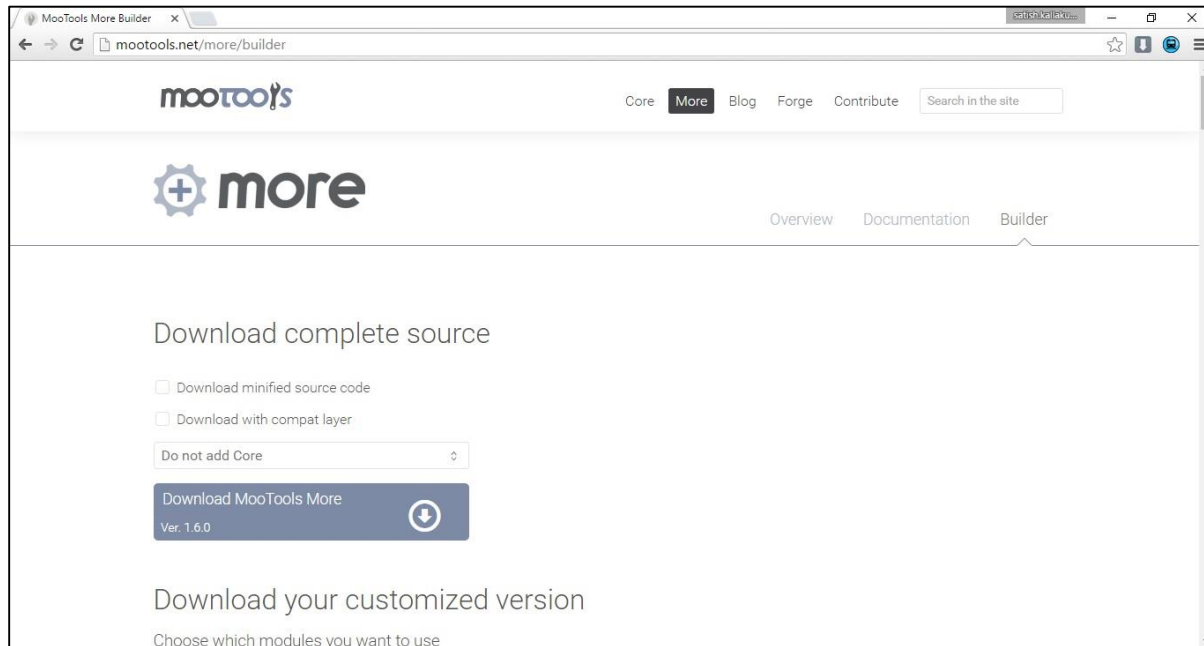 MooTools More Builder
satish.kallaku...
mootools.net/more/builder
mootools
Core More Blog Forge Contribute Search in the site
more
Overview Documentation Builder
Download complete source
Download minified source code
Download with compat layer
Do not add Core
Download MooTools More
Ver. 1.6.0
Download your customized version
Choose which modules you want to use